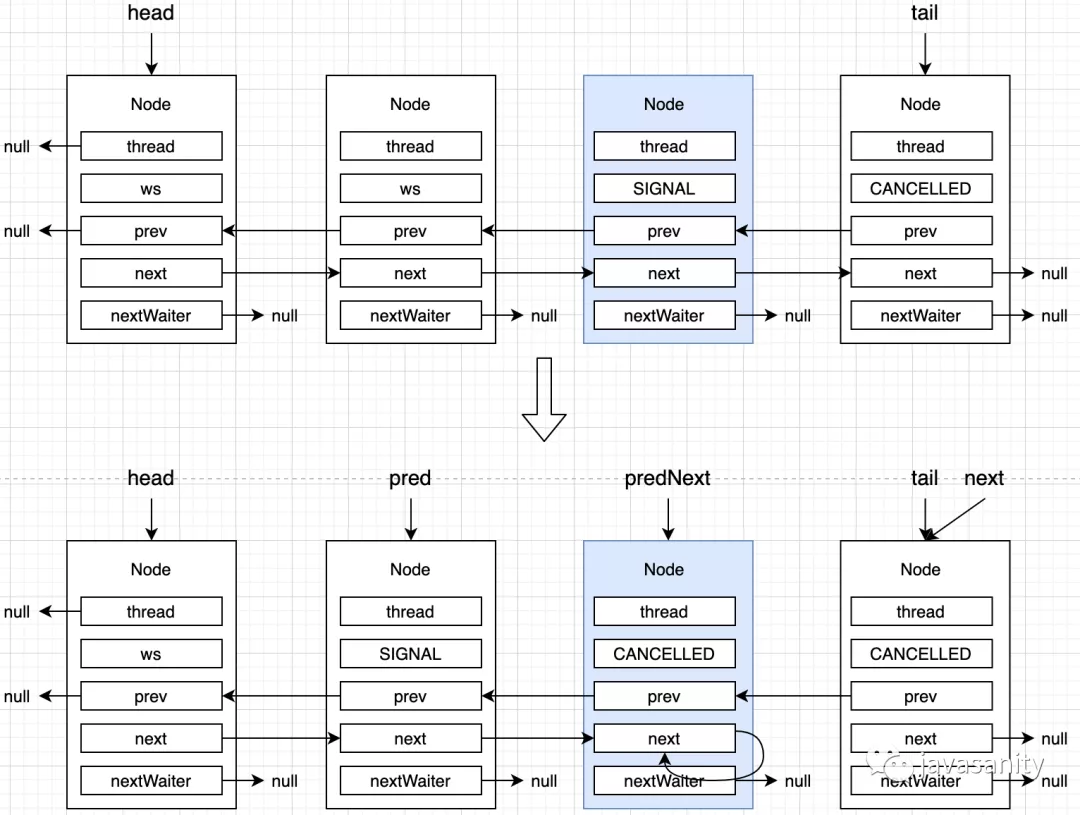 head tail
Node Node Node Node
null thread thread thread thread
ws ws SIGNAL CANCELLED
null prev prev prev prev
next next next next null
nextWaiter null nextWaiter null nextWaiter null nextWaiter null
head pred predNext tail next
Node Node Node Node
null thread thread thread thread
ws SIGNAL CANCELLED CANCELLED
null prev prev prev prev
next next next next null
javasanity
nextWaiter null nextWaiter null nextWaiter null nextWaiter null